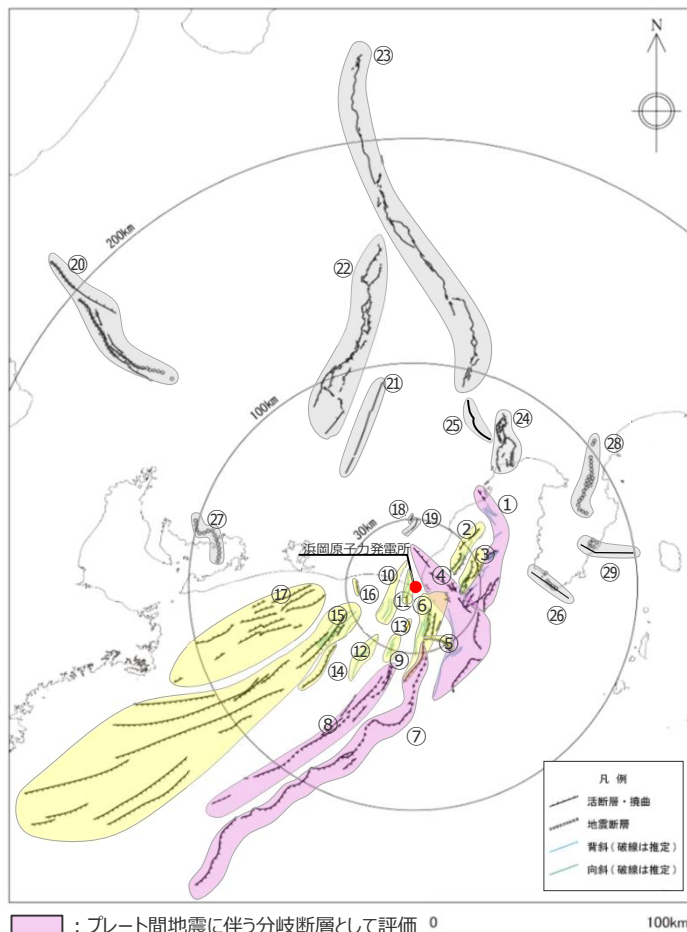 N
㉓
200km
⑳
㉒
㉑
100km
㉕
㉔
㉘
①
⑱
⑲
30km
②
㉗
浜岡原子力発電所
③
㉙
④
⑩
⑰
⑯
⑪
⑥
㉖
⑮
⑬
⑤
⑫
⑨
⑭
⑧
⑦
凡 例
活断層・撓曲
地震断層
背斜(破線は推定)
向斜(破線は推定)
:プレート間地震に伴う分岐断層として評価
0 100km